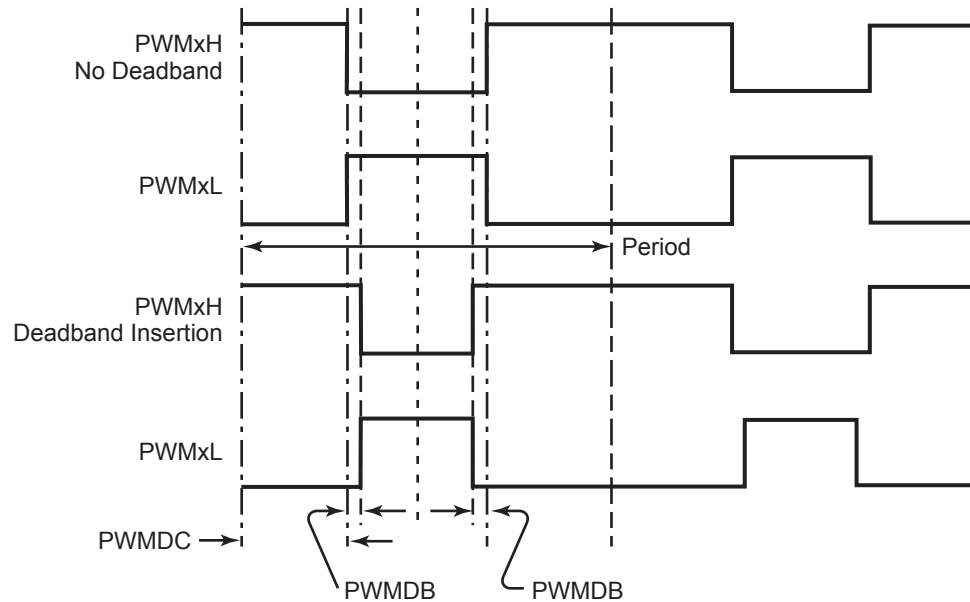 PWMxH
No Deadband
PWMxL
Period
PWMxH
Deadband Insertion
PWMxL
PWMDC
PWMDB
PWMDB